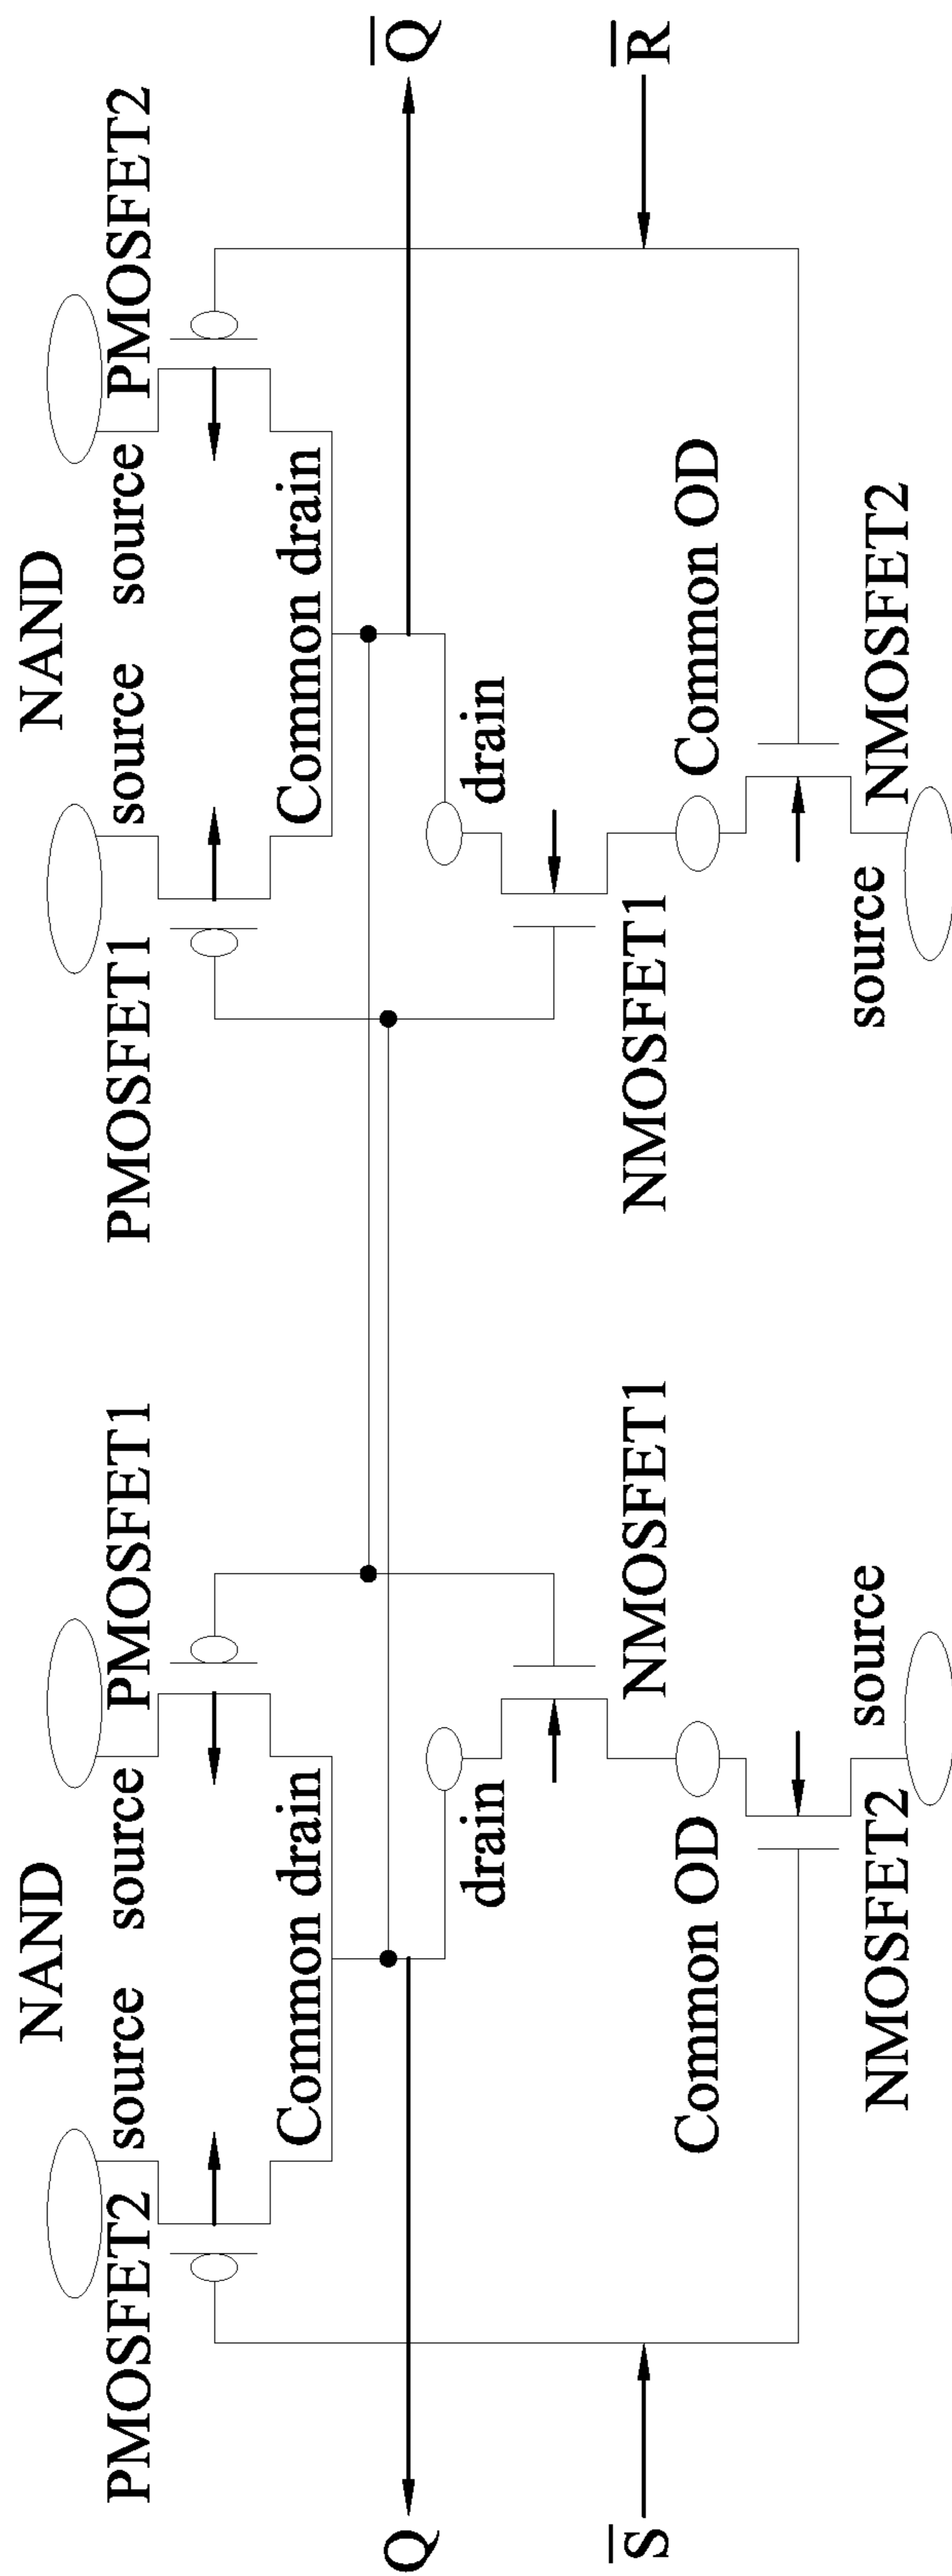 NAND
NAND
PMOSFET2
source
source
PMOSFET1
PMOSFET1
source
source
PMOSFET2
Common drain
Common drain
Q
Q̅
drain
drain
S̅
NMOSFET1
NMOSFET1
R̅
Common OD
Common OD
source
source
NMOSFET2
NMOSFET2